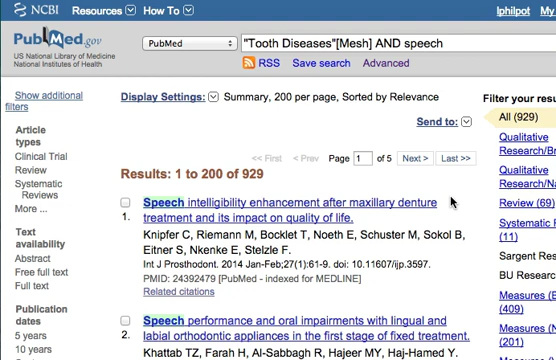 NCBI Resources How To lphilpot My
PubMed.gov
US National Library of Medicine
National Institutes of Health
PubMed "Tooth Diseases"[Mesh] AND speech
RSS Save search Advanced
Show additional
filters
Article
types
Clinical Trial
Review
Systematic
Reviews
More ...
Text
availability
Abstract
Free full text
Full text
Publication
dates
5 years
10 years
Display Settings: Summary, 200 per page, Sorted by Relevance
Send to:
Results: 1 to 200 of 929
<< First < Prev Page 1 of 5 Next > Last >>
1. Speech intelligibility enhancement after maxillary denture
treatment and its impact on quality of life.
Knipfer C, Riemann M, Bocklet T, Noeth E, Schuster M, Sokol B,
Eitner S, Nkenke E, Stelzle F.
Int J Prosthodont. 2014 Jan-Feb;27(1):61-9. doi: 10.11607/ijp.3597.
PMID: 24392479 [PubMed - indexed for MEDLINE]
Related citations
2. Speech performance and oral impairments with lingual and
labial orthodontic appliances in the first stage of fixed treatment.
Khattab TZ, Farah H, Al-Sabbagh R, Hajeer MY, Haj-Hamed Y.
Filter your resu
All (929)
Qualitative
Research/Br
Qualitative
Research/Na
Review (69)
Systematic
(11)
Sargent Res
BU Research
Measures (E
(409)
Measures (N
(201)